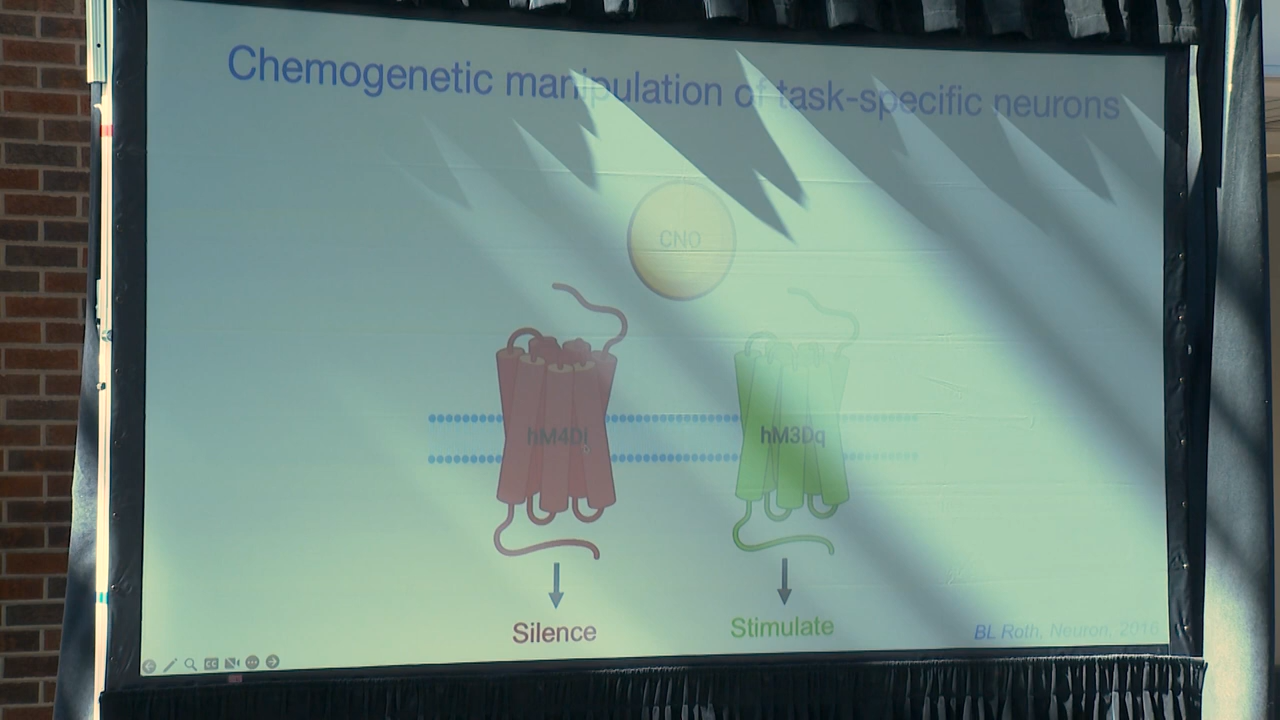 Chemogenetic manipulation of task-specific neurons
CNO
hM4Di
hM3Dq
Silence
Stimulate
BL Roth, Neuron, 2016